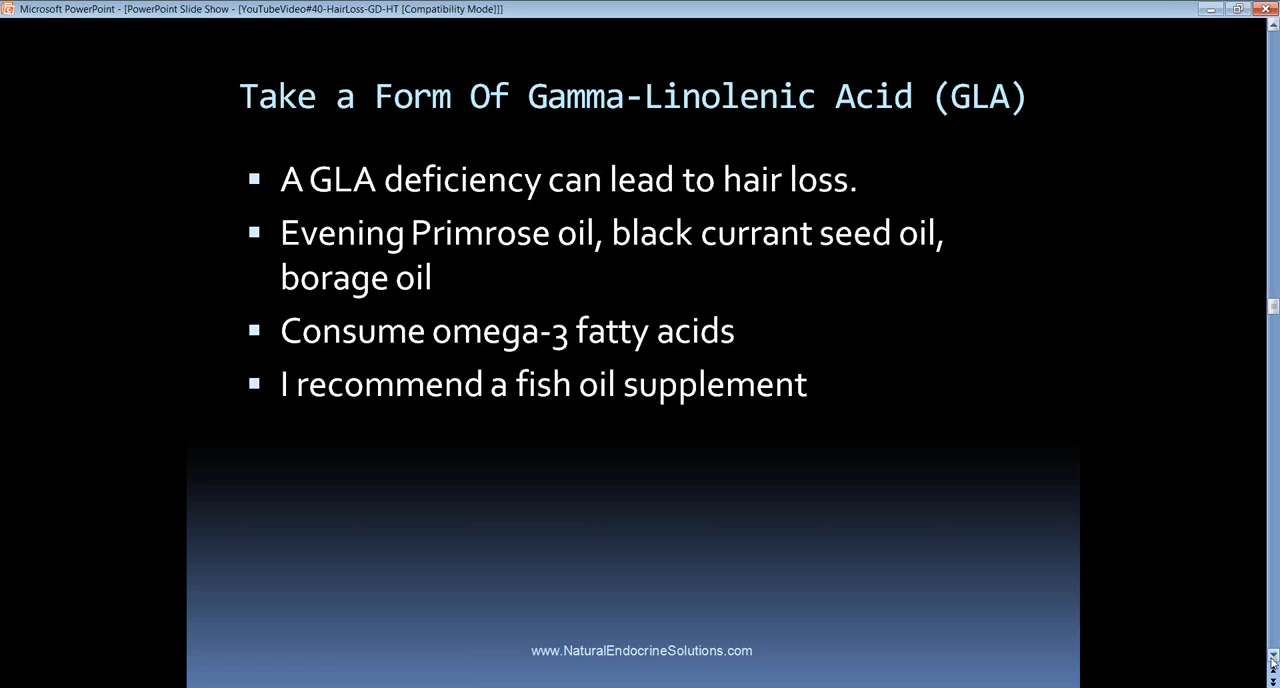 Microsoft PowerPoint - [PowerPoint Slide Show - [YouTubeVideo#40-HairLoss-GD-HT [Compatibility Mode]]]
Take a Form Of Gamma-Linolenic Acid (GLA)
A GLA deficiency can lead to hair loss.
Evening Primrose oil, black currant seed oil,
borage oil
Consume omega-3 fatty acids
I recommend a fish oil supplement
www.NaturalEndocrineSolutions.com